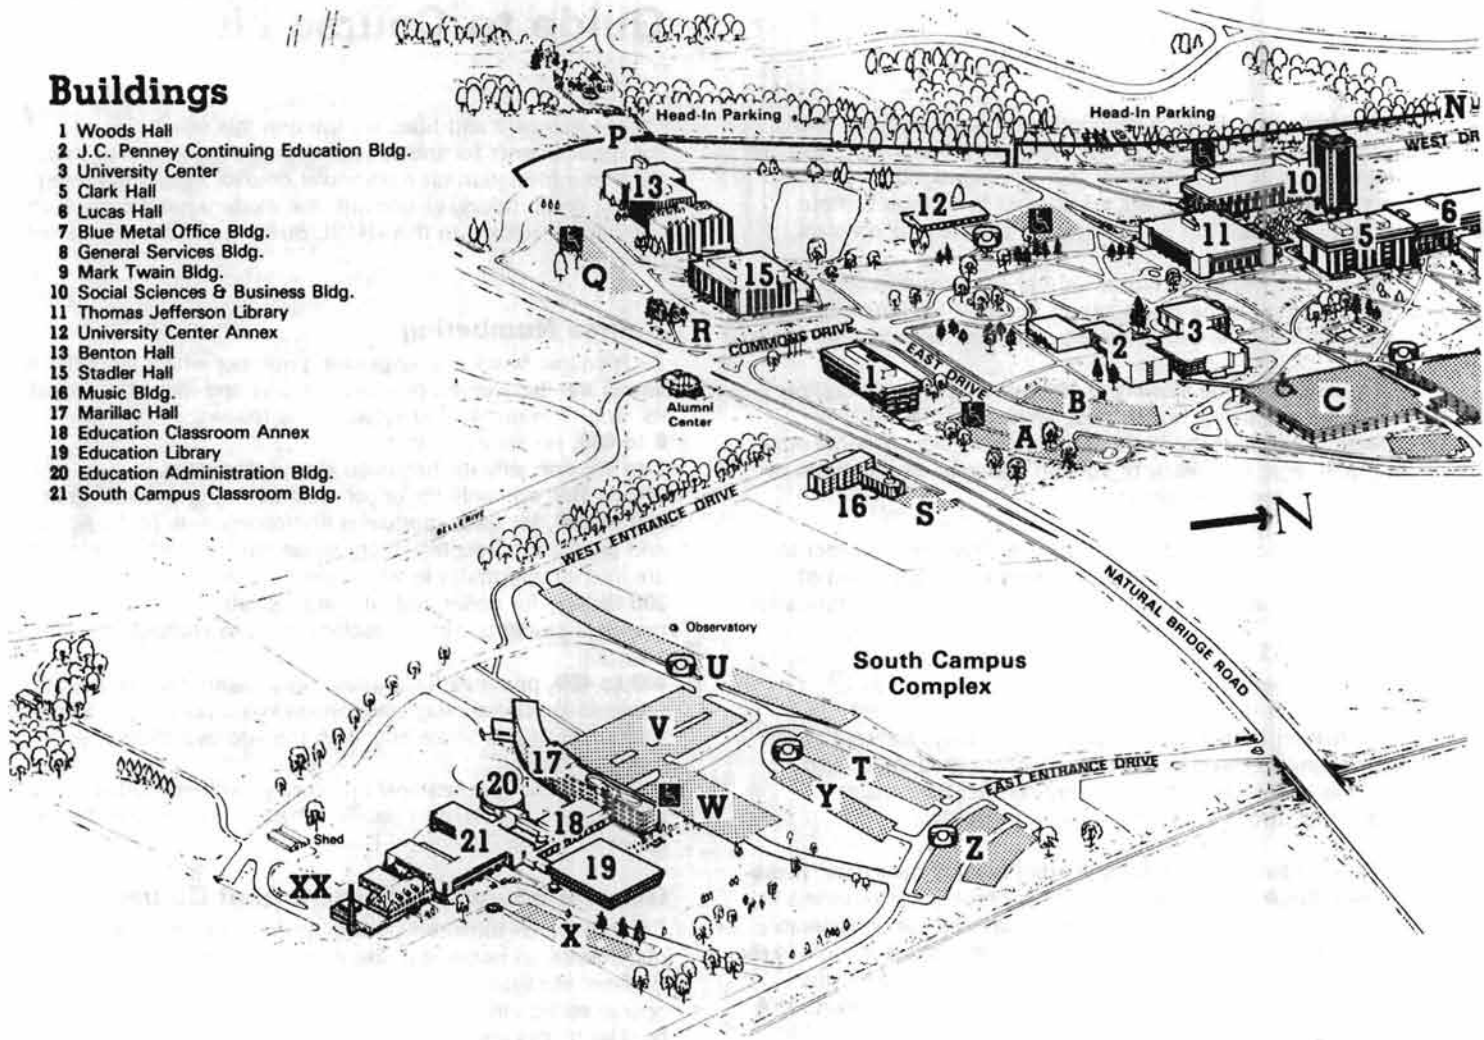 Buildings
1 Woods Hall
2 J.C. Penney Continuing Education Bldg.
3 University Center
5 Clark Hall
6 Lucas Hall
7 Blue Metal Office Bldg.
8 General Services Bldg.
9 Mark Twain Bldg.
10 Social Sciences & Business Bldg.
11 Thomas Jefferson Library
12 University Center Annex
13 Benton Hall
15 Stadler Hall
16 Music Bldg.
17 Marillac Hall
18 Education Classroom Annex
19 Education Library
20 Education Administration Bldg.
21 South Campus Classroom Bldg.
Head-In Parking
Head-In Parking
N
P
WEST DR
13
10
12
6
11
5
Q
15
R
COMMONS DRIVE
3
2
EAST DRIVE
1
B
C
Alumni
Center
A
16
S
N
BELLERIVE
WEST ENTRANCE DRIVE
NATURAL BRIDGE ROAD
Observatory
U
South Campus
Complex
V
17
T
EAST ENTRANCE DRIVE
20
W
Y
18
21
Shed
19
Z
XX
X